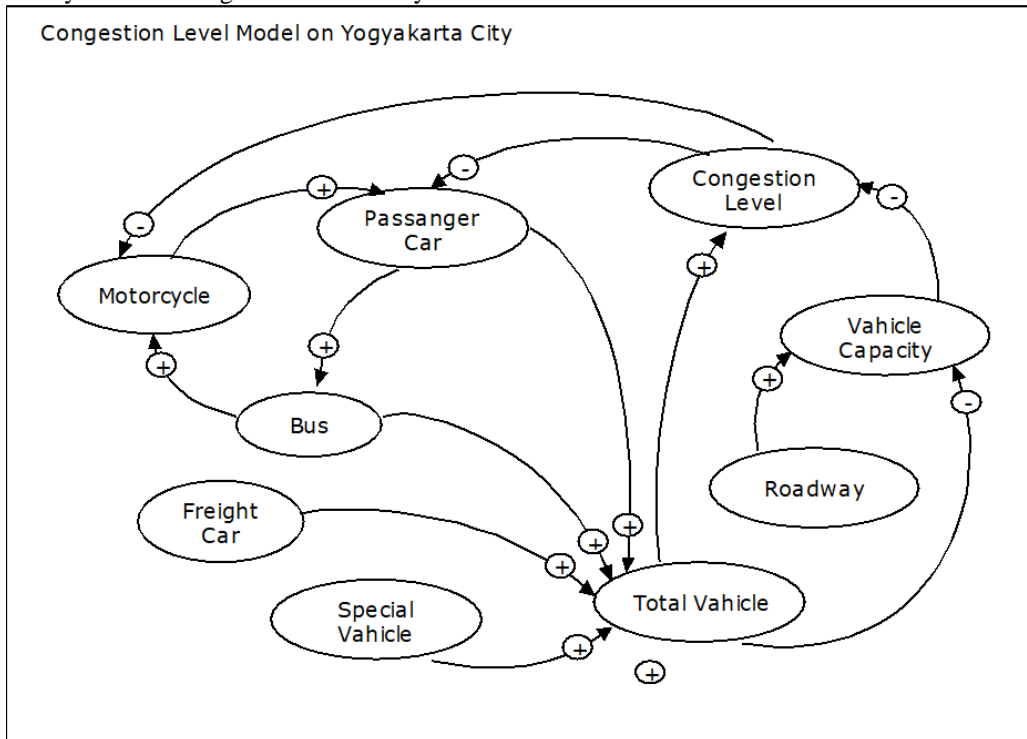 Congestion Level Model on Yogyakarta City
Congestion
Level
-
-
+
Passanger
Car
-
-
+
Motorcycle
Vahicle
Capacity
+
+
+
-
Bus
Roadway
Freight
Car
+
+
+
Total Vehicle
Special
Vahicle
+
+